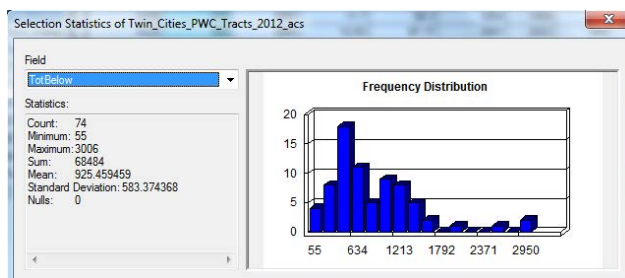 Selection Statistics of Twin_Cities_PWC_Tracts_2012_acs
Field
TotBelow
Statistics:
Count: 74
Minimum: 55
Maximum: 3006
Sum: 68484
Mean: 925.459459
Standard Deviation: 583.374368
Nulls: 0
Frequency Distribution
20
15
10
5
0
55 634 1213 1792 2371 2950